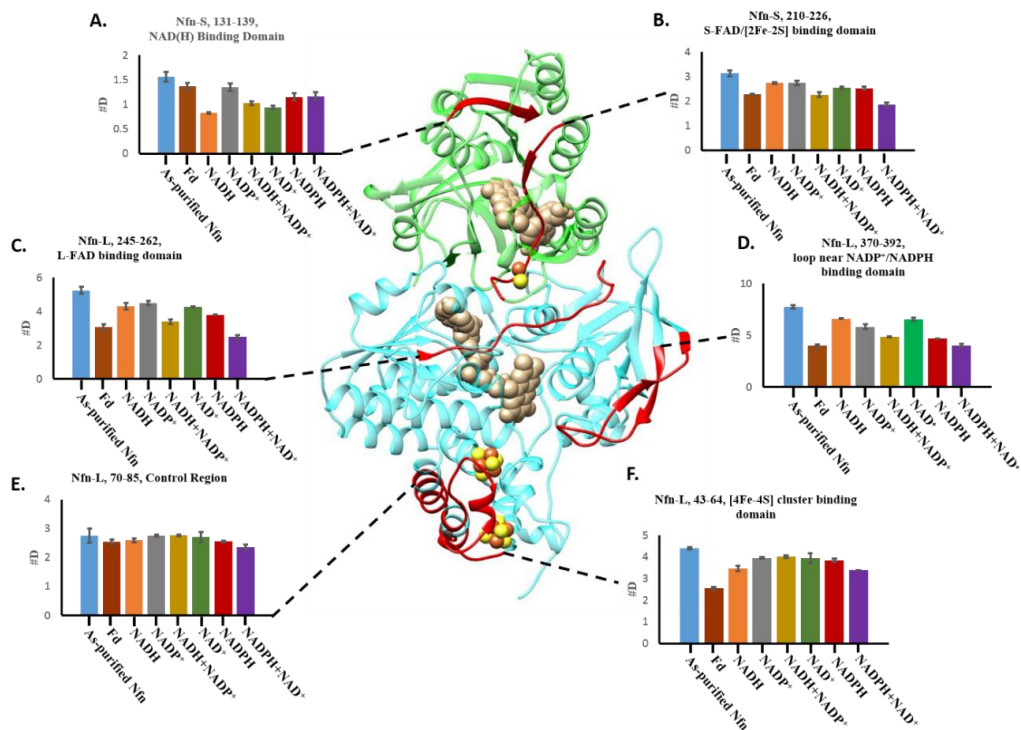 A.
Nfn-S, 131-139,
NAD(H) Binding Domain
2
1.5
1
0.5
0
#D
As-purified Nfn
Fd
NADH
NADP⁺
NADH+NADP⁺
NAD⁺
NADPH
NADPH+NAD⁺
B.
Nfn-S, 210-226,
S-FAD/[2Fe-2S] binding domain
4
3
2
1
0
#D
As-purified Nfn
Fd
NADH
NADP⁺
NADH+NADP⁺
NAD⁺
NADPH
NADPH+NAD⁺
C.
Nfn-L, 245-262,
L-FAD binding domain
6
4
2
0
#D
As-purified Nfn
Fd
NADH
NADP⁺
NADH+NADP⁺
NAD⁺
NADPH
NADPH+NAD⁺
D.
Nfn-L, 370-392,
loop near NADP⁺/NADPH
binding domain
10
5
0
#D
As-purified Nfn
Fd
NADH
NADP⁺
NADH+NADP⁺
NAD⁺
NADPH
NADPH+NAD⁺
E.
Nfn-L, 70-85, Control Region
4
3
2
1
0
#D
As-purified Nfn
Fd
NADH
NADP⁺
NADH+NADP⁺
NAD⁺
NADPH
NADPH+NAD⁺
F.
Nfn-L, 43-64, [4Fe-4S] cluster binding
domain
5
4
3
2
1
0
#D
As-purified Nfn
Fd
NADH
NADP⁺
NADH+NADP⁺
NAD⁺
NADPH
NADPH+NAD⁺